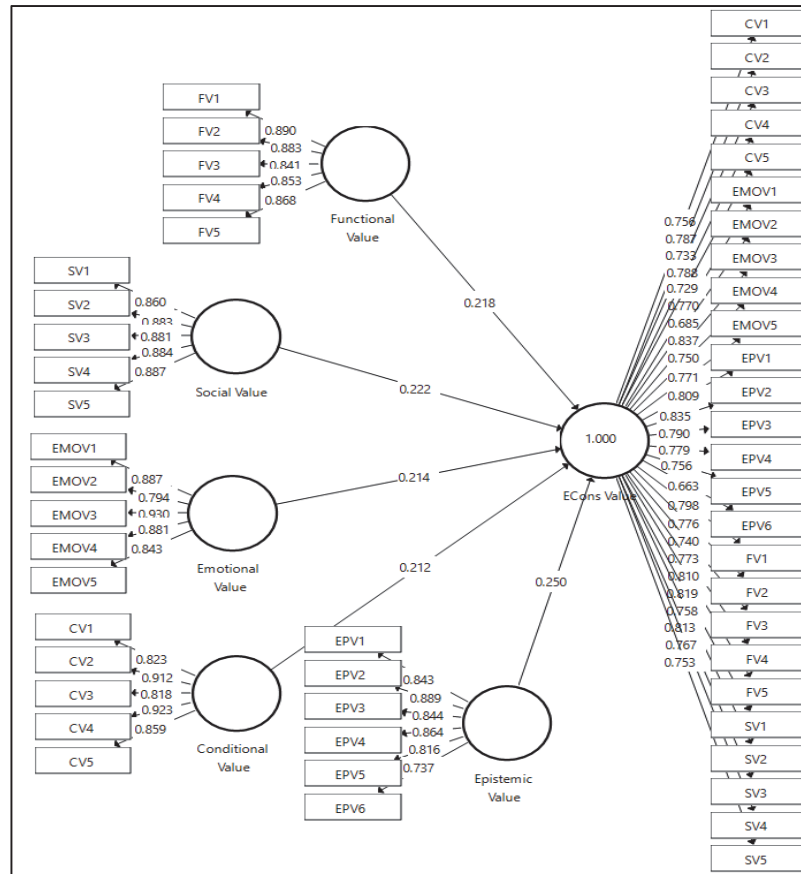 FV1
FV2
FV3
FV4
FV5
0.890
0.883
0.841
0.853
0.868
Functional
Value
SV1
SV2
SV3
SV4
SV5
0.860
0.883
0.881
0.884
0.887
Social Value
EMOV1
EMOV2
EMOV3
EMOV4
EMOV5
0.887
0.794
0.930
0.881
0.843
Emotional
Value
CV1
CV2
CV3
CV4
CV5
0.823
0.912
0.818
0.923
0.859
Conditional
Value
EPV1
EPV2
EPV3
EPV4
EPV5
EPV6
0.843
0.889
0.844
0.864
0.816
0.737
Epistemic
Value
0.218
0.222
0.214
0.212
0.250
1.000
ECons Value
0.756
0.787
0.733
0.788
0.729
0.770
0.685
0.837
0.750
0.771
0.809
0.835
0.790
0.779
0.756
0.663
0.798
0.776
0.740
0.773
0.810
0.819
0.758
0.813
0.767
0.753
CV1
CV2
CV3
CV4
CV5
EMOV1
EMOV2
EMOV3
EMOV4
EMOV5
EPV1
EPV2
EPV3
EPV4
EPV5
EPV6
FV1
FV2
FV3
FV4
FV5
SV1
SV2
SV3
SV4
SV5